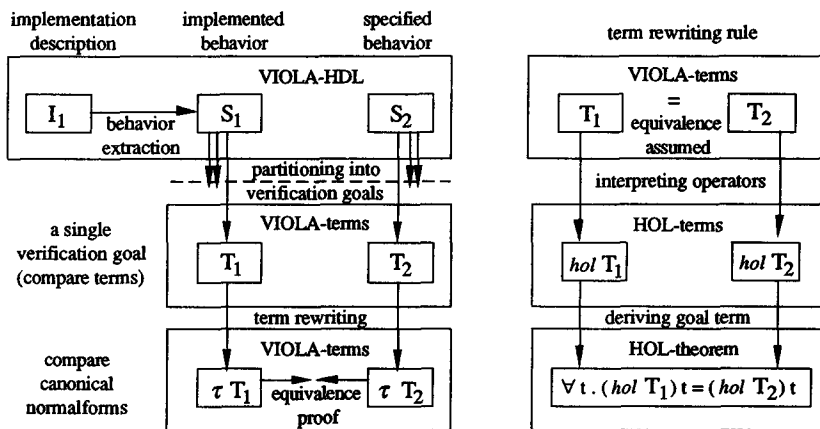 implementation description
implemented behavior
specified behavior
VIOLA-HDL
I1
behavior extraction
S1
S2
partitioning into
verification goals
a single
verification goal
(compare terms)
VIOLA-terms
T1
T2
term rewriting
compare
canonical
normalforms
VIOLA-terms
τ T1
equivalence
proof
τ T2
term rewriting rule
VIOLA-terms
T1
=
equivalence
assumed
T2
interpreting operators
HOL-terms
hol T1
hol T2
deriving goal term
HOL-theorem
∀ t . (hol T1) t = (hol T2) t